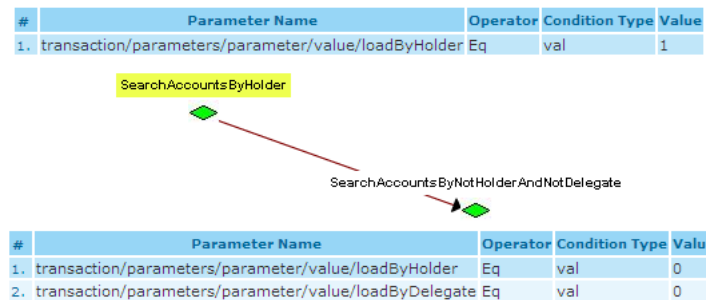 # Parameter Name Operator Condition Type Value
1. transaction/parameters/parameter/value/loadByHolder Eq val 1
SearchAccountsByHolder
SearchAccountsByNotHolderAndNotDelegate
# Parameter Name Operator Condition Type Valu
1. transaction/parameters/parameter/value/loadByHolder Eq val 0
2. transaction/parameters/parameter/value/loadByDelegate Eq val 0